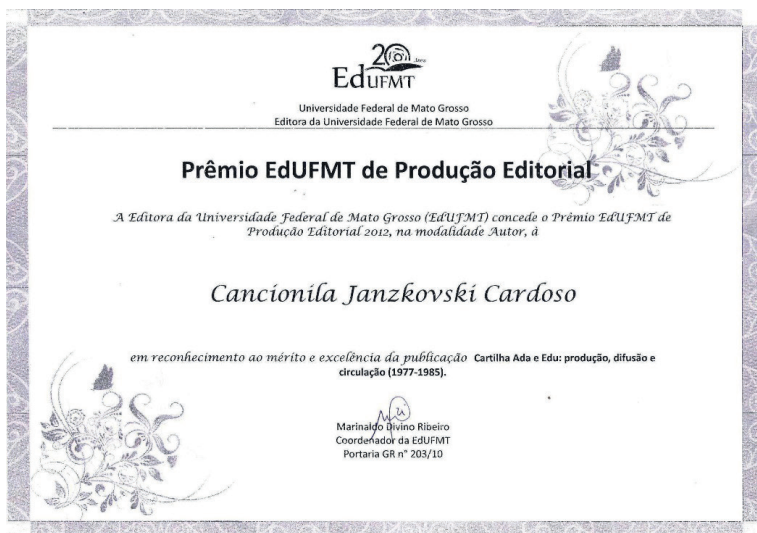 20 anos
EdUFMT
Universidade Federal de Mato Grosso
Editora da Universidade Federal de Mato Grosso
Prêmio EdUFMT de Produção Editorial
A Editora da Universidade Federal de Mato Grosso (EdUFMT) concede o Prêmio EdUFMT de
Produção Editorial 2012, na modalidade Autor, à
Cancionila Janzkovski Cardoso
em reconhecimento ao mérito e excelência da publicação Cartilha Ada e Edu: produção, difusão e
circulação (1977-1985).
Marinaldo Divino Ribeiro
Coordenador da EdUFMT
Portaria GR n° 203/10